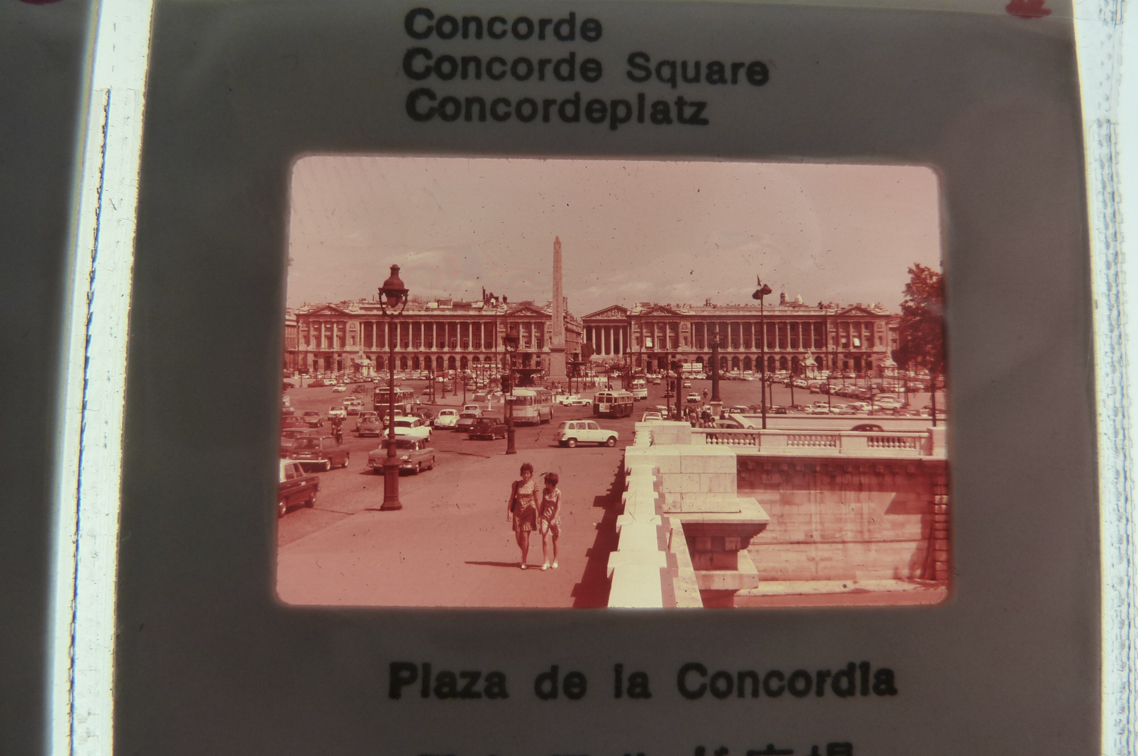 Concorde
Concorde Square
Concordeplatz
Plaza de la Concordia